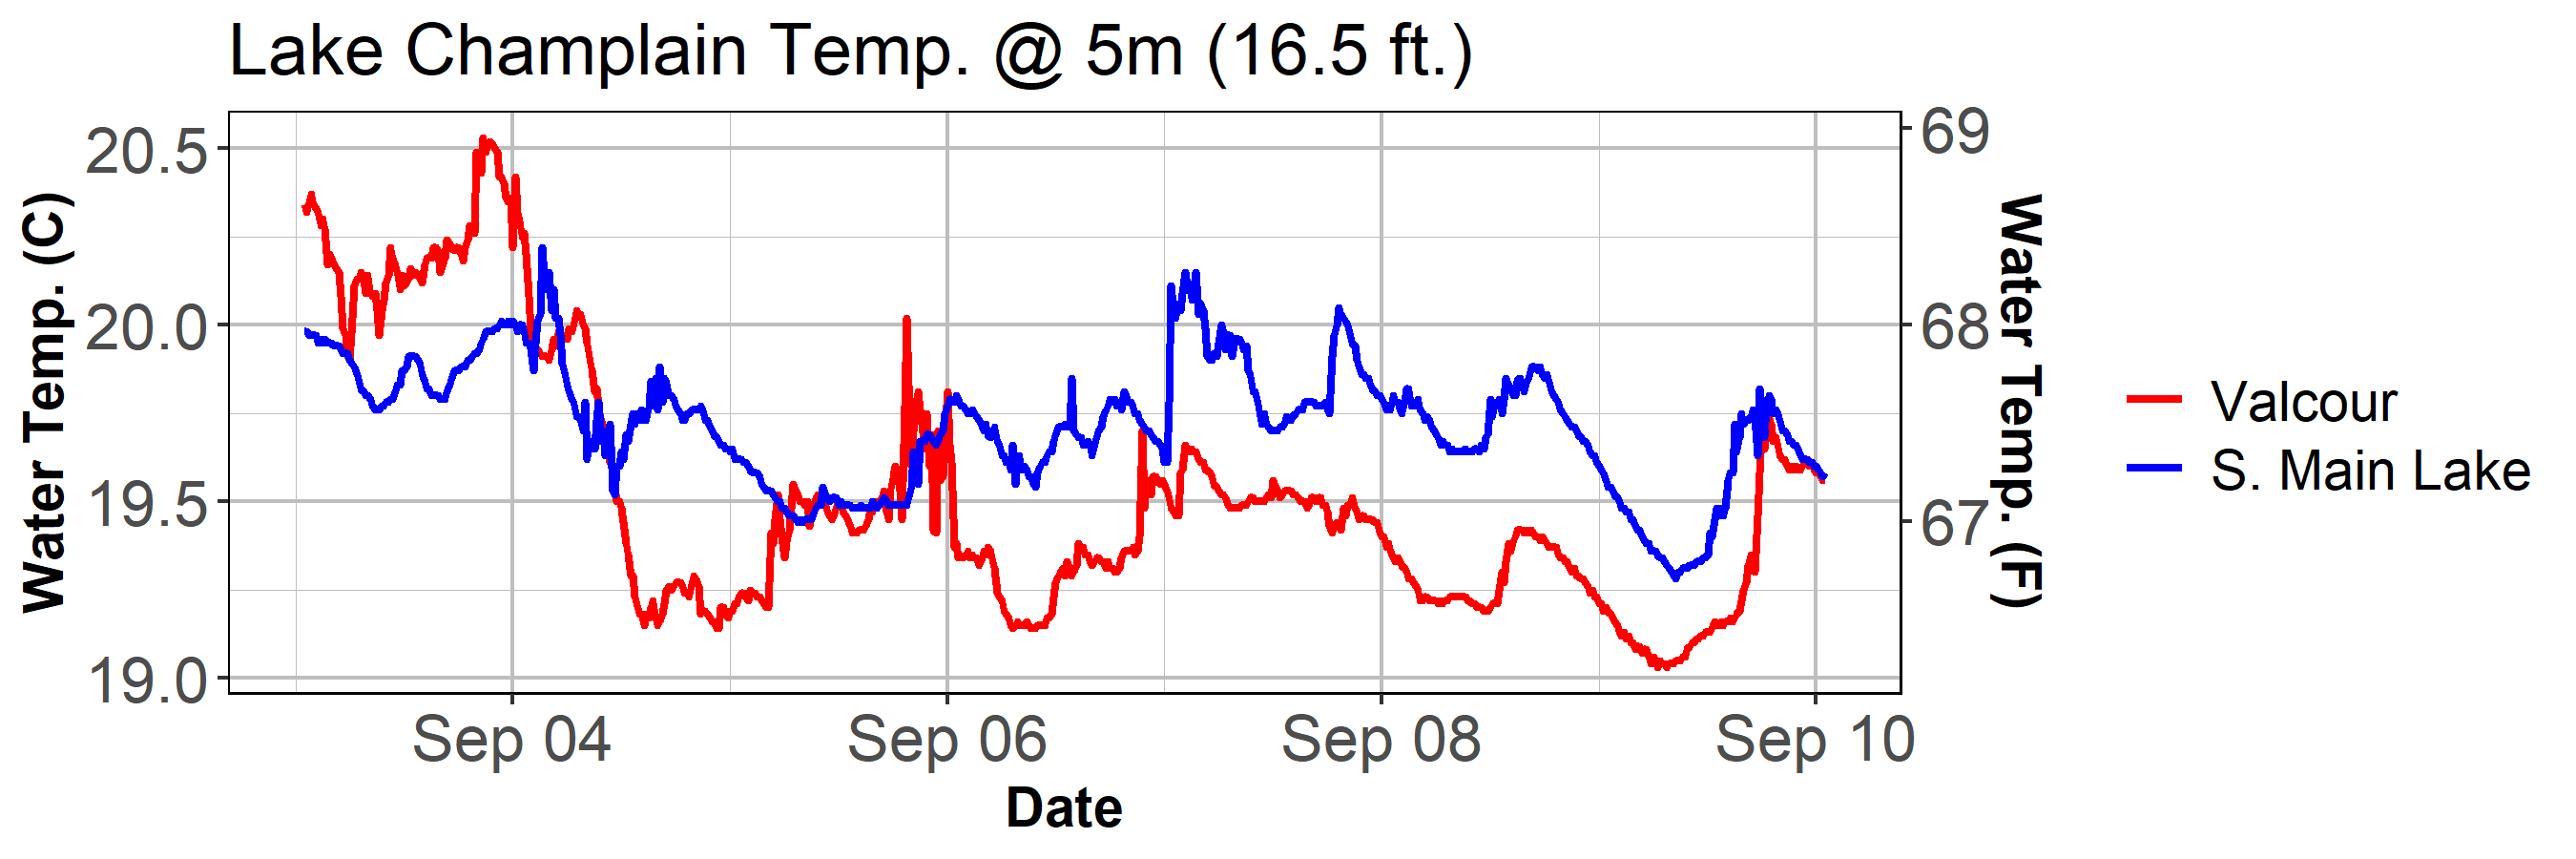 Lake Champlain Temp. @ 5m (16.5 ft.)
Water Temp. (C)
20.5
20.0
19.5
19.0
69
68
67
Water Temp. (F)
Sep 04 Sep 06 Sep 08 Sep 10
Date
Valcour
S. Main Lake